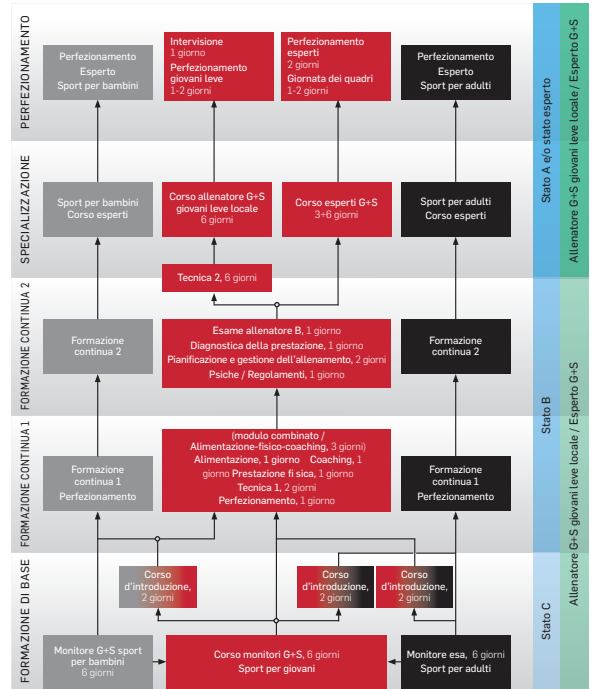 PERFEZIONAMENTO
Perfezionamento
Esperto
Sport per bambini
Intervisione
1 giorno
Perfezionamento
giovani leve
1-2 giorni
Perfezionamento
esperti
2 giorni
Giornata dei quadri
1-2 giorni
Perfezionamento
Esperto
Sport per adulti
SPECIALIZZAZIONE
Sport per bambini
Corso esperti
Corso allenatore G+S
giovani leve locale
6 giorni
Corso esperti G+S
3+6 giorni
Sport per adulti
Corso esperti
Tecnica 2, 6 giorni
FORMAZIONE CONTINUA 2
Formazione
continua 2
Esame allenatore B, 1 giorno
Diagnostica della prestazione, 1 giorno
Pianificazione e gestione dell'allenamento, 2 giorni
Psiche / Regolamenti, 1 giorno
Formazione
continua 2
FORMAZIONE CONTINUA 1
Formazione
continua 1
Perfezionamento
(modulo combinato /
Alimentazione-fisico-coaching, 3 giorni)
Alimentazione, 1 giorno Coaching, 1
giorno Prestazione fi sica, 1 giorno
Tecnica 1, 2 giorni
Perfezionamento, 1 giorno
Formazione
continua 1
Perfezionamento
FORMAZIONE DI BASE
Corso
d'introduzione,
2 giorni
Corso
d'introduzione,
2 giorni
Corso
d'introduzione,
2 giorni
Monitore G+S sport
per bambini
6 giorni
Corso monitori G+S, 6 giorni
Sport per giovani
Monitore esa, 6 giorni
Sport per adulti
Stato A e/o stato esperto
Stato B
Stato C
Allenatore G+S giovani leve locale / Esperto G+S
Allenatore G+S giovani leve locale / Esperto G+S